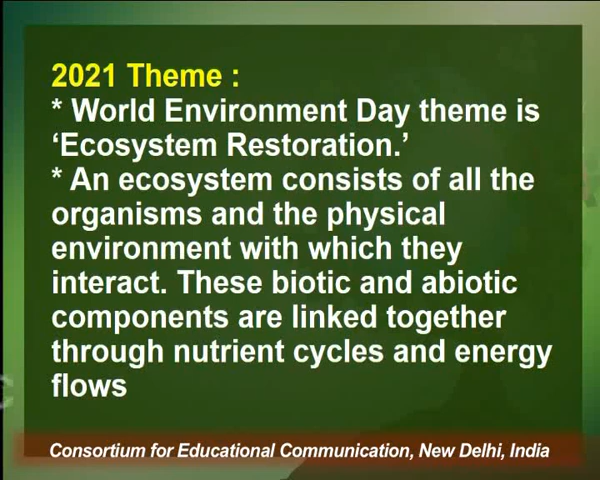 2021 Theme :
* World Environment Day theme is
‘Ecosystem Restoration.’
* An ecosystem consists of all the
organisms and the physical
environment with which they
interact. These biotic and abiotic
components are linked together
through nutrient cycles and energy
flows
Consortium for Educational Communication, New Delhi, India